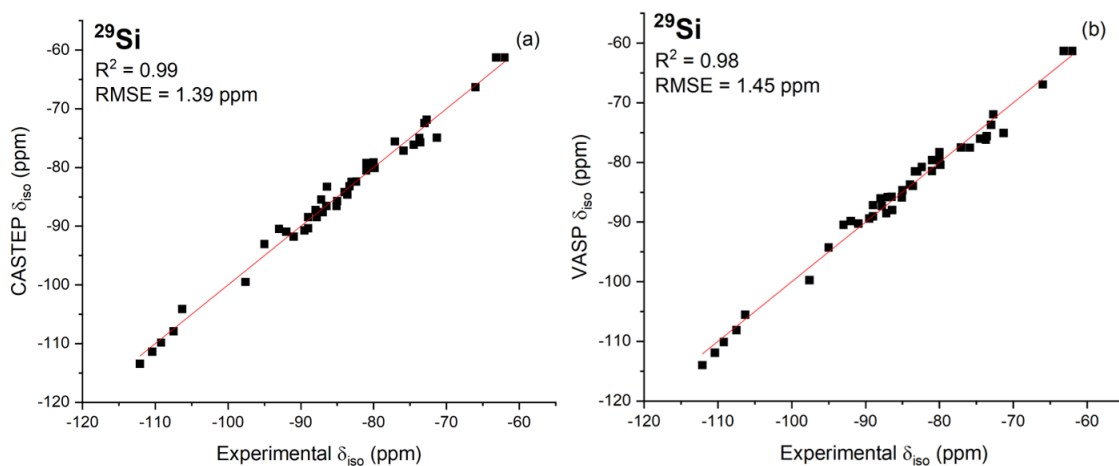 ²⁹Si
(a)
R² = 0.99
RMSE = 1.39 ppm
CASTEP δiso (ppm)
-60
-70
-80
-90
-100
-110
-120
-110
-100
-90
-80
-70
-60
Experimental δiso (ppm)
²⁹Si
(b)
R² = 0.98
RMSE = 1.45 ppm
VASP δiso (ppm)
-60
-70
-80
-90
-100
-110
-120
-110
-100
-90
-80
-70
-60
Experimental δiso (ppm)